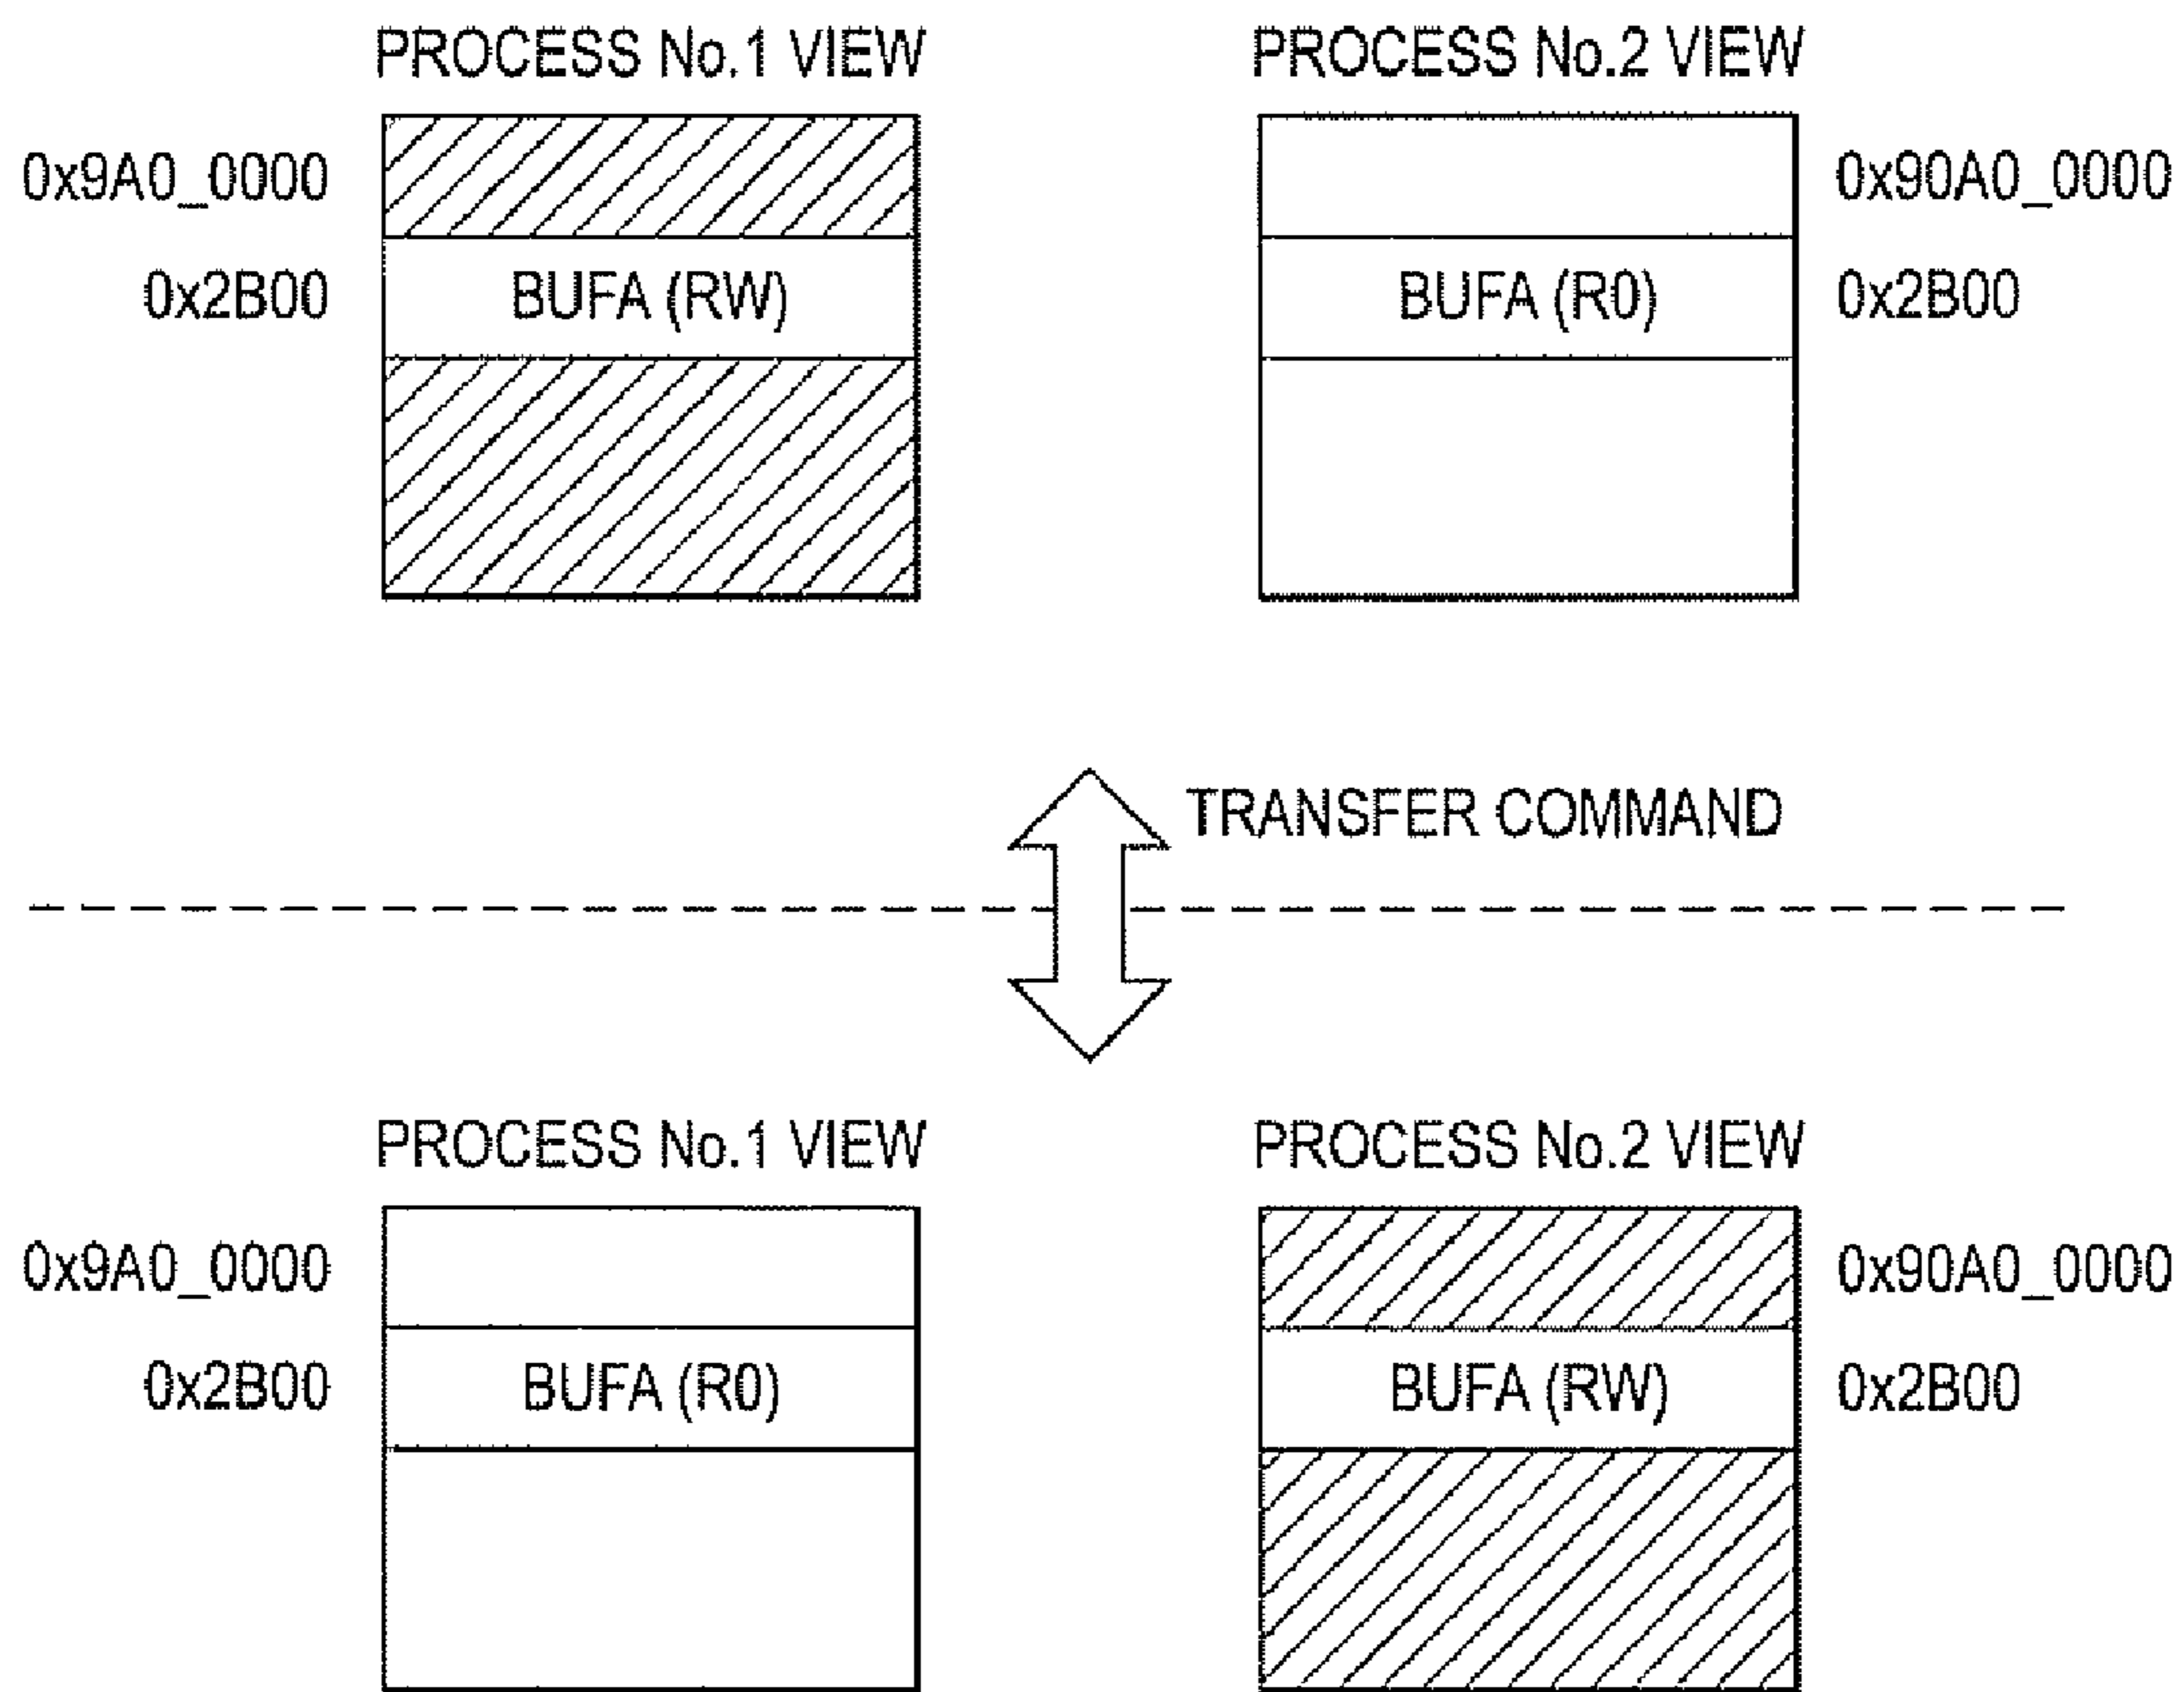 PROCESS No.1 VIEW
PROCESS No.2 VIEW
0x9A0_0000
0x90A0_0000
0x2B00
BUFA (RW)
BUFA (R0)
0x2B00
TRANSFER COMMAND
PROCESS No.1 VIEW
PROCESS No.2 VIEW
0x9A0_0000
0x90A0_0000
0x2B00
BUFA (R0)
BUFA (RW)
0x2B00